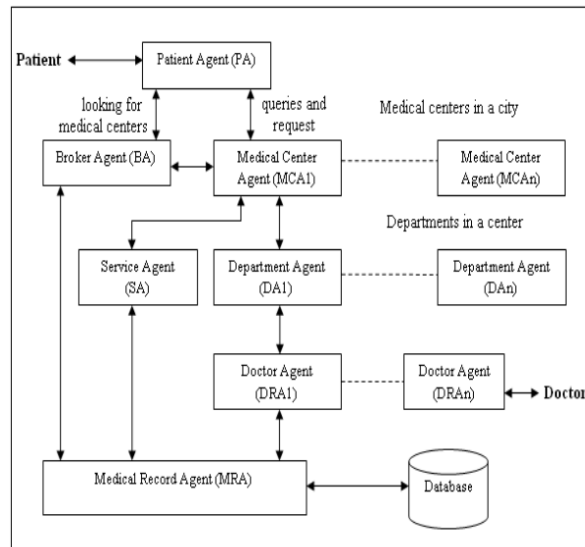 Patient
Patient Agent (PA)
looking for
medical centers
queries and
request
Medical centers in a city
Broker Agent (BA)
Medical Center
Agent (MCA1)
Medical Center
Agent (MCAn)
Departments in a center
Service Agent
(SA)
Department Agent
(DA1)
Department Agent
(DAn)
Doctor Agent
(DRA1)
Doctor Agent
(DRAn)
Doctor
Medical Record Agent (MRA)
Database